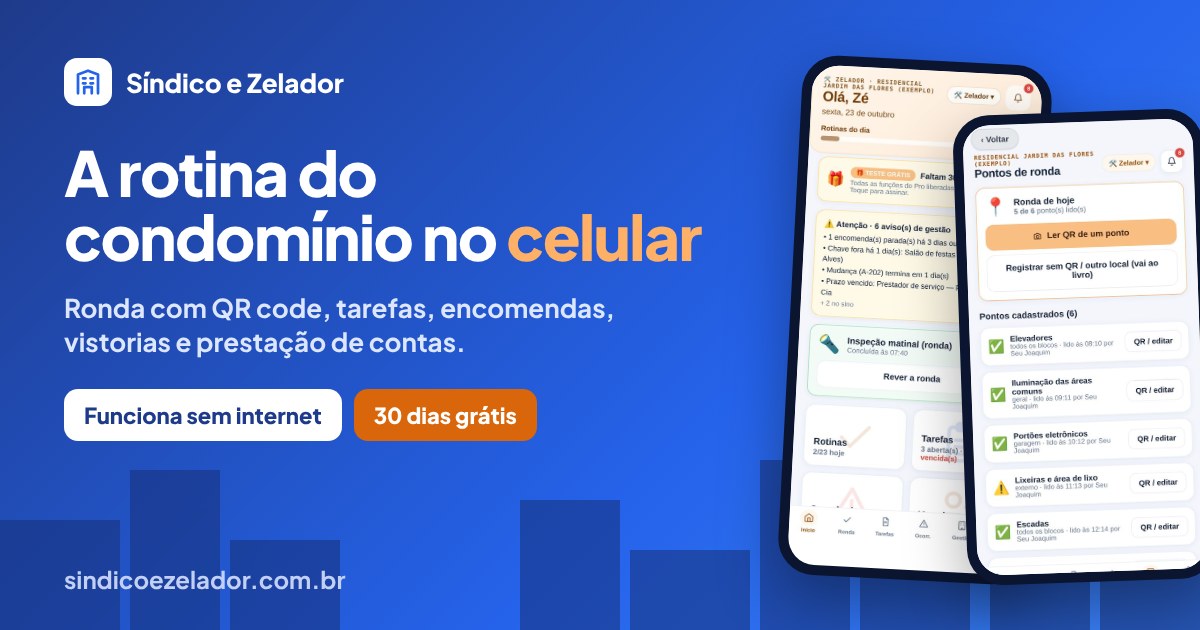 Síndico e Zelador
A rotina do
condomínio no celular
Ronda com QR code, tarefas, encomendas,
vistorias e prestação de contas.
Funciona sem internet
30 dias grátis
sindicoezelador.com.br
🛠️ ZELADOR · RESIDENCIAL
JARDIM DAS FLORES (EXEMPLO)
Olá, Zé
sexta, 23 de outubro
🛠️ Zelador ▾
Rotinas do dia
🎁 TESTE GRÁTIS Faltam
Todas as funções do Pro
Toque para assinar.
⚠️ Atenção · 6 aviso(s) de gestão
• 1 encomenda(s) parada(s) há 3 dias
• Chave fora há 1 dia(s): Salão de festas
Alves)
• Mudança (A-202) termina em 1 dia(s)
• Prazo vencido: Prestador de serviço —
Cia
+ 2 no sino
Inspeção matinal (ronda)
Concluída às 07:40
Rever a ronda
Rotinas
2/23 hoje
Tarefas
3 aberta(s)
vencida(s)
Início
Ronda
Tarefas
‹ Voltar
RESIDENCIAL JARDIM DAS FLORES
(EXEMPLO)
Pontos de ronda
🛠️ Zelador ▾
Ronda de hoje
5 de 6 ponto(s) lido(s)
Ler QR de um ponto
Registrar sem QR / outro local (vai ao
livro)
Pontos cadastrados (6)
Elevadores
todos os blocos · lido às 08:10 por
Seu Joaquim
QR / editar
Iluminação das áreas
comuns
geral · lido às 09:11 por Seu
Joaquim
QR / editar
Portões eletrônicos
garagem · lido às 10:12 por Seu
Joaquim
QR / editar
Lixeiras e área de lixo
externo · lido às 11:13 por Seu
Joaquim
QR / editar
Escadas
todos os blocos · lido às 12:14 por
Seu Joaquim
QR / editar